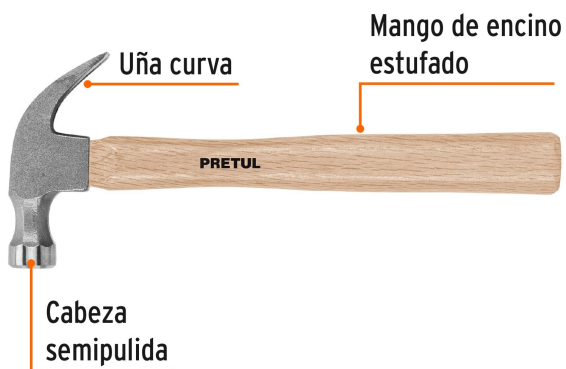 Mango de encino
estufado
Uña curva
PRETUL
Cabeza
semipulida